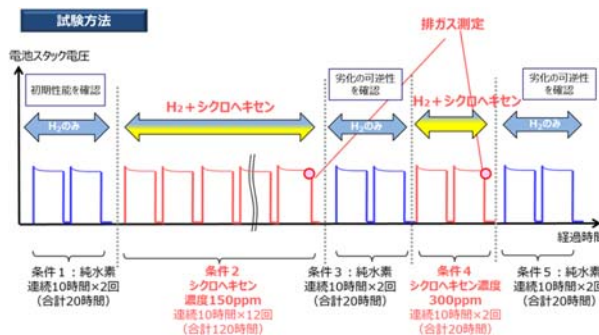 試験方法
排ガス測定
電池スタック電圧
初期性能を確認
H₂+シクロヘキセン
劣化の可逆性
を確認
H₂+シクロヘキセン
劣化の可逆性
を確認
H₂のみ
H₂のみ
H₂のみ
経過時間
条件1：純水素
連続10時間×2回
(合計20時間)
条件2
シクロヘキセン
濃度150ppm
連続10時間×12回
(合計120時間)
条件3：純水素
連続10時間×2回
(合計20時間)
条件4
シクロヘキセン濃度
300ppm
連続10時間×2回
(合計20時間)
条件5：純水素
連続10時間×2回
(合計20時間)